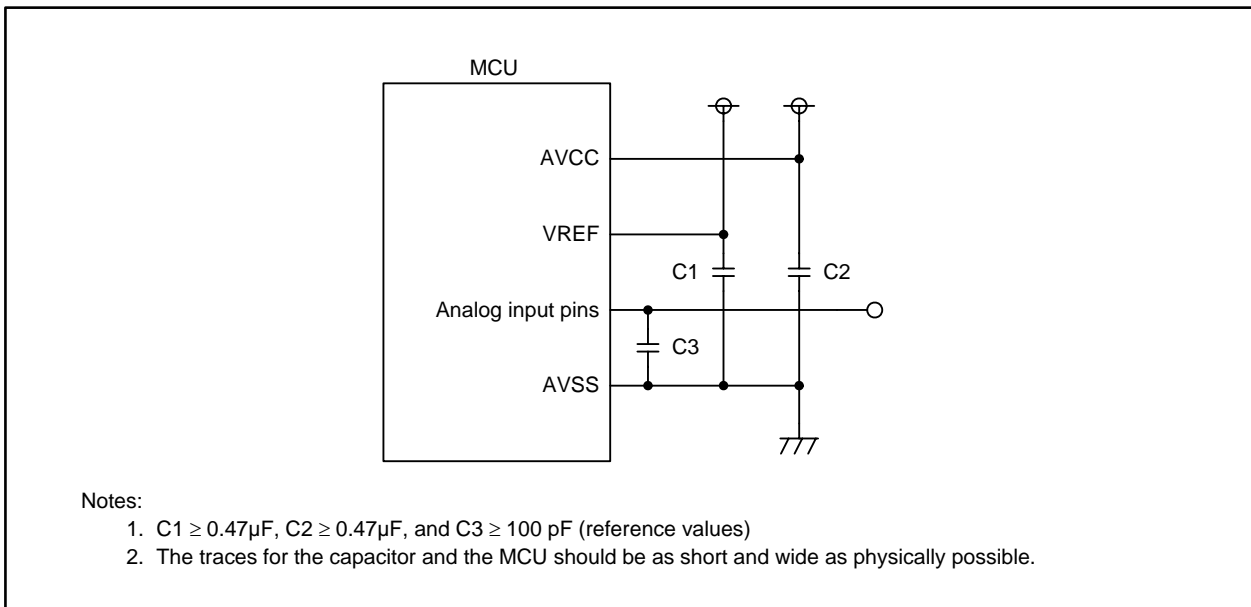 MCU
AVCC
VREF
C1
C2
Analog input pins
C3
AVSS
Notes:
1. C1 ≥ 0.47µF, C2 ≥ 0.47µF, and C3 ≥ 100 pF (reference values)
2. The traces for the capacitor and the MCU should be as short and wide as physically possible.